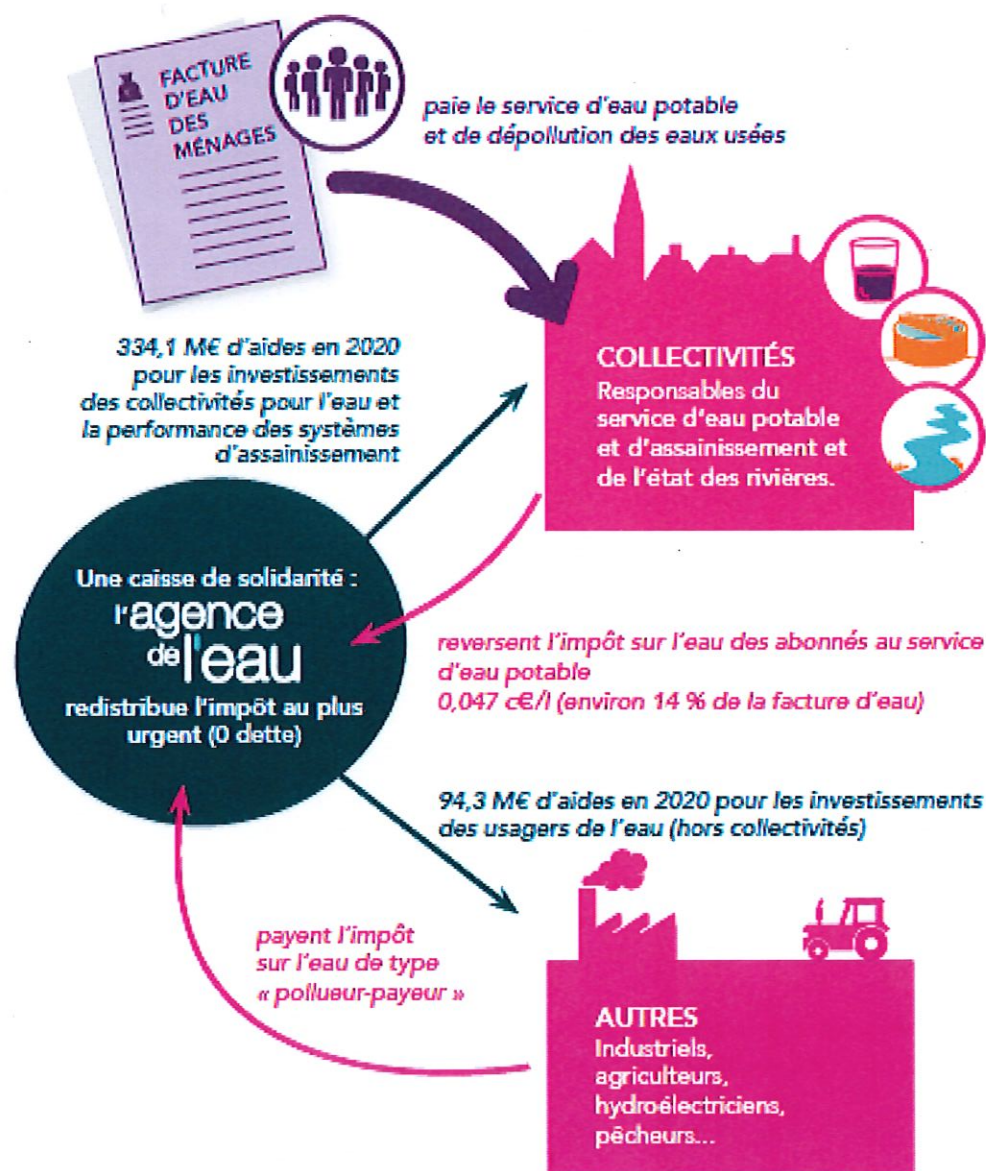 FACTURE
D'EAU
DES
MÉNAGES
paie le service d'eau potable
et de dépollution des eaux usées
334,1 M€ d'aides en 2020
pour les investissements
des collectivités pour l'eau et
la performance des systèmes
d'assainissement
COLLECTIVITÉS
Responsables du
service d'eau potable
et d'assainissement et
de l'état des rivières.
Une caisse de solidarité :
l'agence
de l'eau
redistribue l'impôt au plus
urgent (0 dette)
reversent l'impôt sur l'eau des abonnés au service
d'eau potable
0,047 c€/l (environ 14 % de la facture d'eau)
94,3 M€ d'aides en 2020 pour les investissements
des usagers de l'eau (hors collectivités)
payent l'impôt
sur l'eau de type
« pollueur-payeur »
AUTRES
Industriels,
agriculteurs,
hydroélectriciens,
pêcheurs...